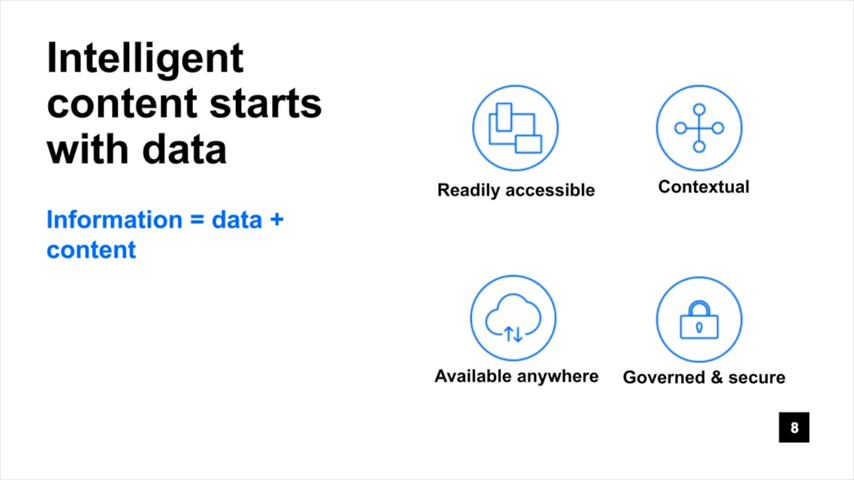 Intelligent
content starts
with data
Information = data +
content
Readily accessible
Contextual
Available anywhere
Governed & secure
8